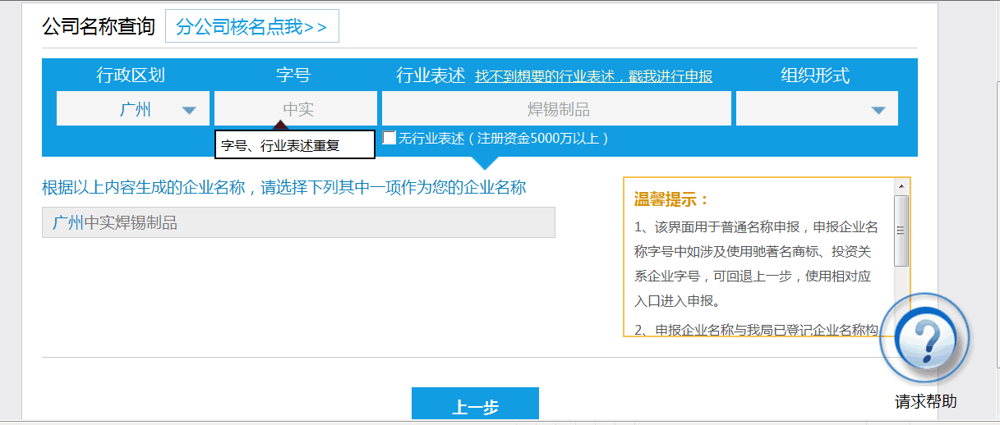 公司名称查询 分公司核名点我>>
行政区划 字号 行业表述 找不到想要的行业表述，戳我进行申报 组织形式
广州 中实 焊锡制品
字号、行业表述重复 无行业表述（注册资金5000万以上）
根据以上内容生成的企业名称，请选择下列其中一项作为您的企业名称
广州中实焊锡制品
温馨提示：
1、该界面用于普通名称申报，申报企业名
称字号中如涉及使用驰著名商标、投资关
系企业字号，可回退上一步，使用相对应
入口进入申报。
2、申报企业名称与我局已登记企业名称构
请求帮助
上一步